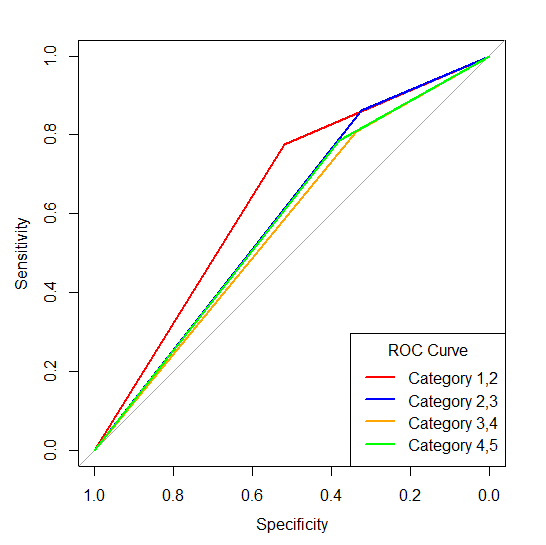 Sensitivity
1.0
0.8
0.6
0.4
0.2
0.0
ROC Curve
Category 1,2
Category 2,3
Category 3,4
Category 4,5
1.0 0.8 0.6 0.4 0.2 0.0
Specificity